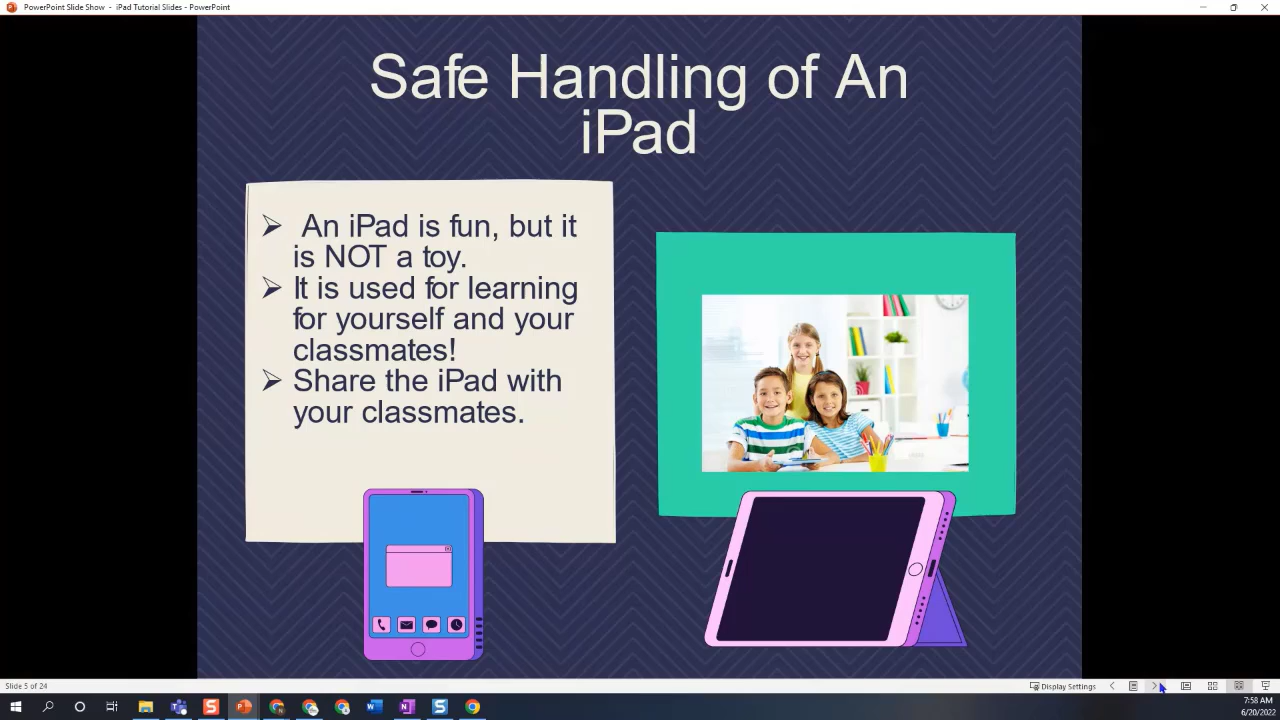 PowerPoint Slide Show - iPad Tutorial Slides - PowerPoint
Safe Handling of An
iPad
➢ An iPad is fun, but it
is NOT a toy.
➢ It is used for learning
for yourself and your
classmates!
➢ Share the iPad with
your classmates.
Slide 5 of 24
Display Settings
7:58 AM
6/20/2022